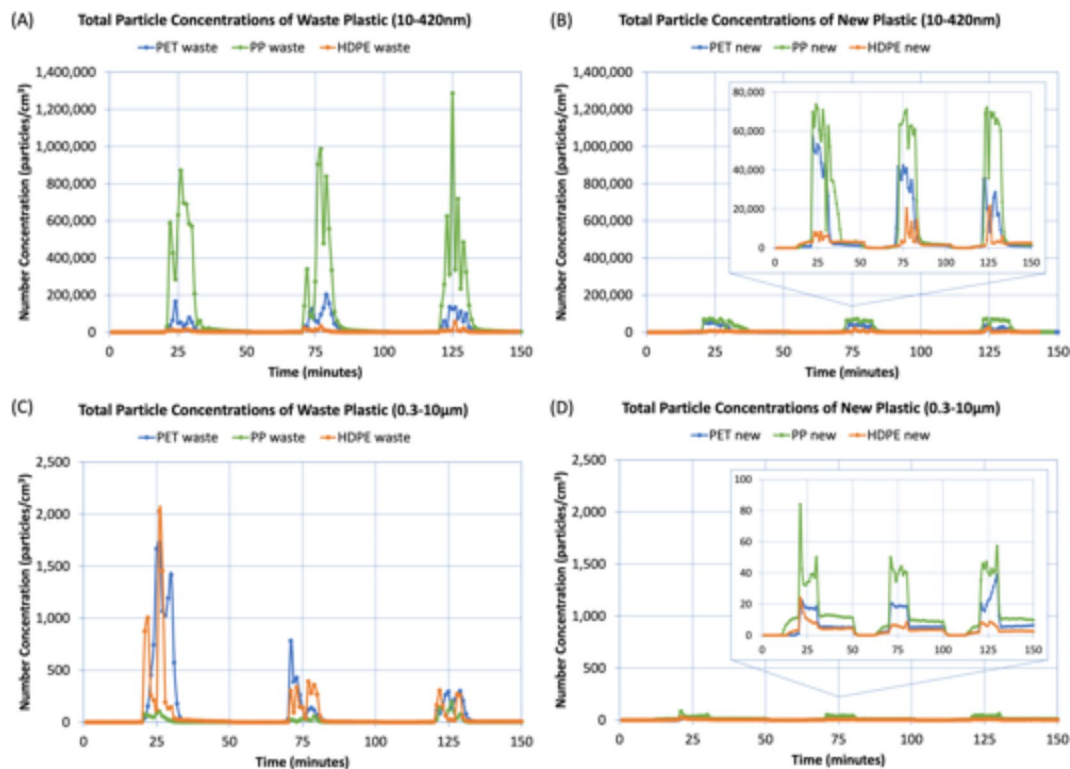 (A) Total Particle Concentrations of Waste Plastic (10-420nm)
PET waste PP waste HDPE waste
Number Concentration (particles/cm³)
1,400,000
1,200,000
1,000,000
800,000
600,000
400,000
200,000
0
0 25 50 75 100 125 150
Time (minutes)
(B) Total Particle Concentrations of New Plastic (10-420nm)
PET new PP new HDPE new
Number Concentration (particles/cm³)
1,400,000
1,200,000
1,000,000
800,000
600,000
400,000
200,000
0
80,000
60,000
40,000
20,000
0
0 25 50 75 100 125 150
0 25 50 75 100 125 150
Time (minutes)
(C) Total Particle Concentrations of Waste Plastic (0.3-10μm)
PET waste PP waste HDPE waste
Number Concentration (particles/cm³)
2,500
2,000
1,500
1,000
500
0
0 25 50 75 100 125 150
Time (minutes)
(D) Total Particle Concentrations of New Plastic (0.3-10μm)
PET new PP new HDPE new
Number Concentration (particles/cm³)
2,500
2,000
1,500
1,000
500
0
100
80
60
40
20
0
0 25 50 75 100 125 150
0 25 50 75 100 125 150
Time (minutes)